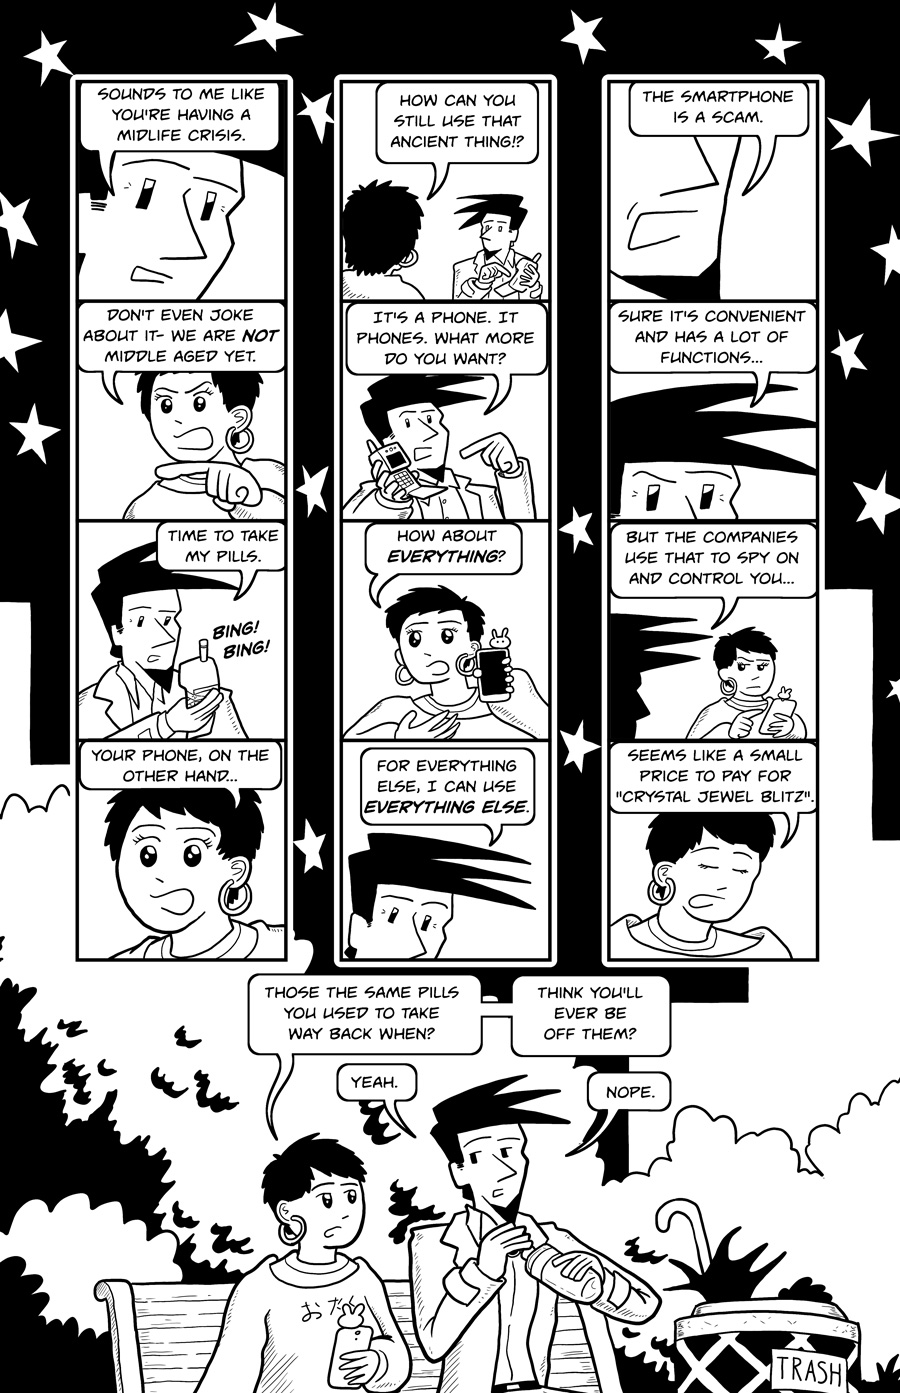 SOUNDS TO ME LIKE
YOU'RE HAVING A
MIDLIFE CRISIS.
DON'T EVEN JOKE
ABOUT IT- WE ARE NOT
MIDDLE AGED YET.
TIME TO TAKE
MY PILLS.
BING!
BING!
YOUR PHONE, ON THE
OTHER HAND...
HOW CAN YOU
STILL USE THAT
ANCIENT THING!?
IT'S A PHONE. IT
PHONES. WHAT MORE
DO YOU WANT?
HOW ABOUT
EVERYTHING?
FOR EVERYTHING
ELSE, I CAN USE
EVERYTHING ELSE.
THE SMARTPHONE
IS A SCAM.
SURE IT'S CONVENIENT
AND HAS A LOT OF
FUNCTIONS...
BUT THE COMPANIES
USE THAT TO SPY ON
AND CONTROL YOU...
SEEMS LIKE A SMALL
PRICE TO PAY FOR
"CRYSTAL JEWEL BLITZ".
THOSE THE SAME PILLS
YOU USED TO TAKE
WAY BACK WHEN?
THINK YOU'LL
EVER BE
OFF THEM?
YEAH.
NOPE.
おた
TRASH